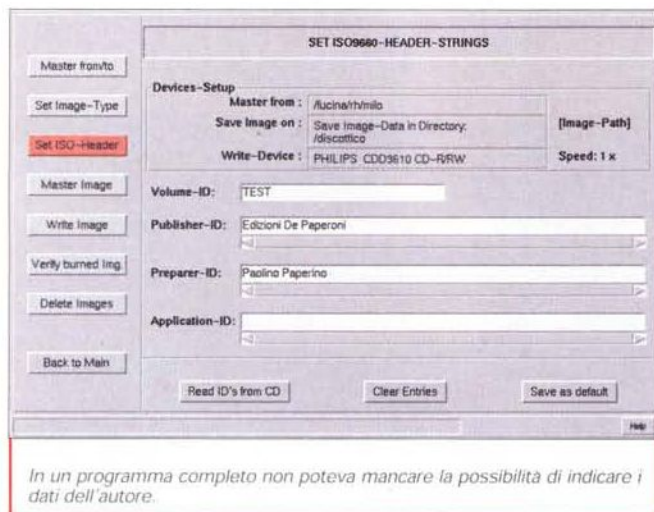 SET ISO9660-HEADER-STRINGS
Master from/to
Set Image-Type
Set ISO-Header
Master Image
Write Image
Verify burned Img.
Delete Images
Back to Main
Devices-Setup
Master from : /lucina/rh/milo
Save Image on : Save Image-Data in Directory: [Image-Path]
/discottico
Write-Device : PHILIPS CDD3610 CD-R/RW Speed: 1 x
Volume-ID: TEST
Publisher-ID: Edizioni De Paperoni
Preparer-ID: Paolino Paperino
Application-ID:
Read ID's from CD Clear Entries Save as default
Help
In un programma completo non poteva mancare la possibilità di indicare i
dati dell'autore.